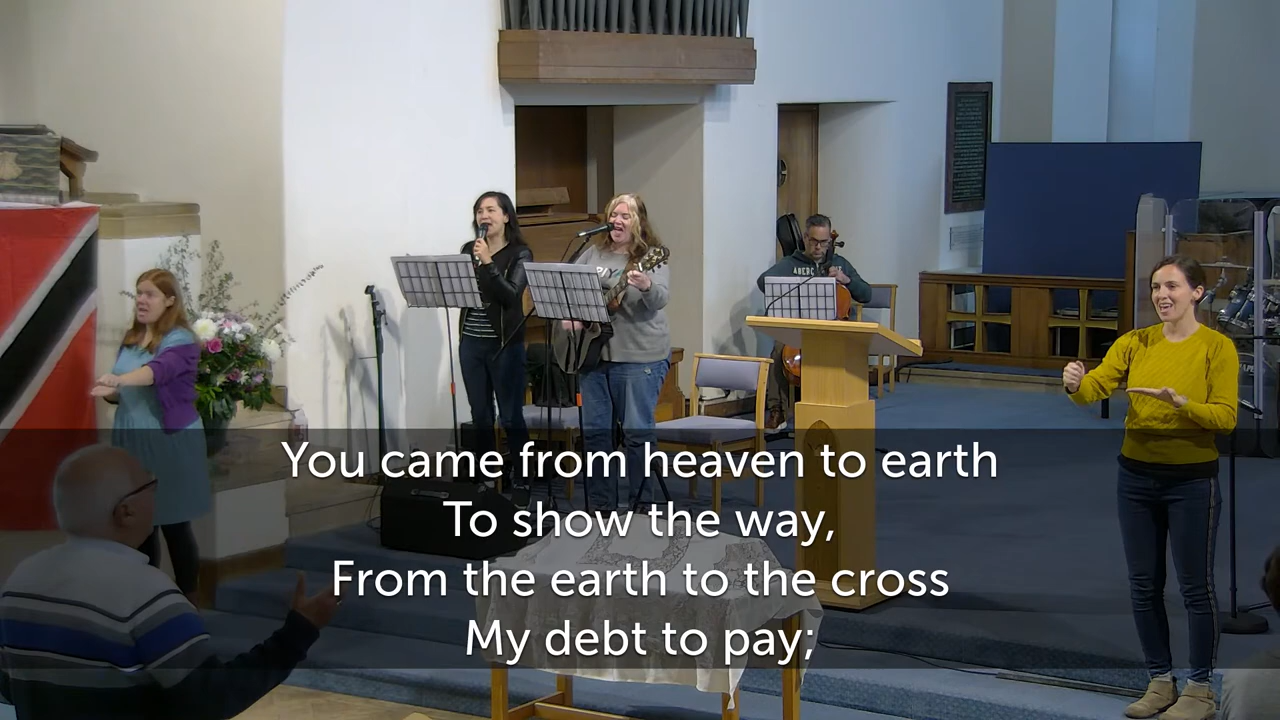 You came from heaven to earth
To show the way,
From the earth to the cross
My debt to pay;